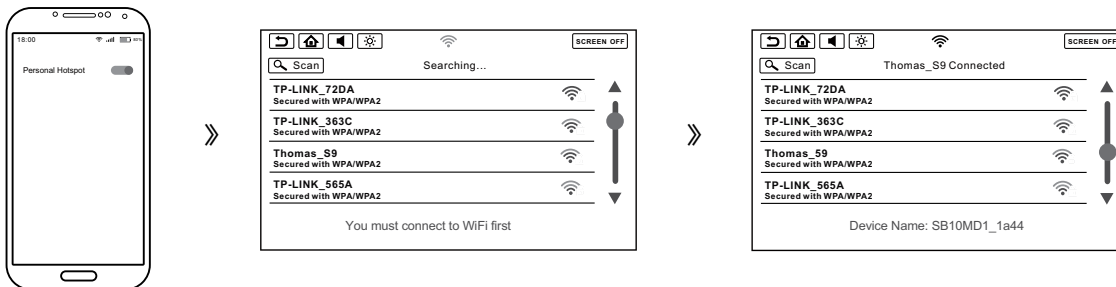 18:00
80%
Personal Hotspot
SCREEN OFF
Scan
Searching...
TP-LINK_72DA
Secured with WPA/WPA2
TP-LINK_363C
Secured with WPA/WPA2
Thomas_S9
Secured with WPA/WPA2
TP-LINK_565A
Secured with WPA/WPA2
You must connect to WiFi first
SCREEN OFF
Scan
Thomas_S9 Connected
TP-LINK_72DA
Secured with WPA/WPA2
TP-LINK_363C
Secured with WPA/WPA2
Thomas_59
Secured with WPA/WPA2
TP-LINK_565A
Secured with WPA/WPA2
Device Name: SB10MD1_1a44